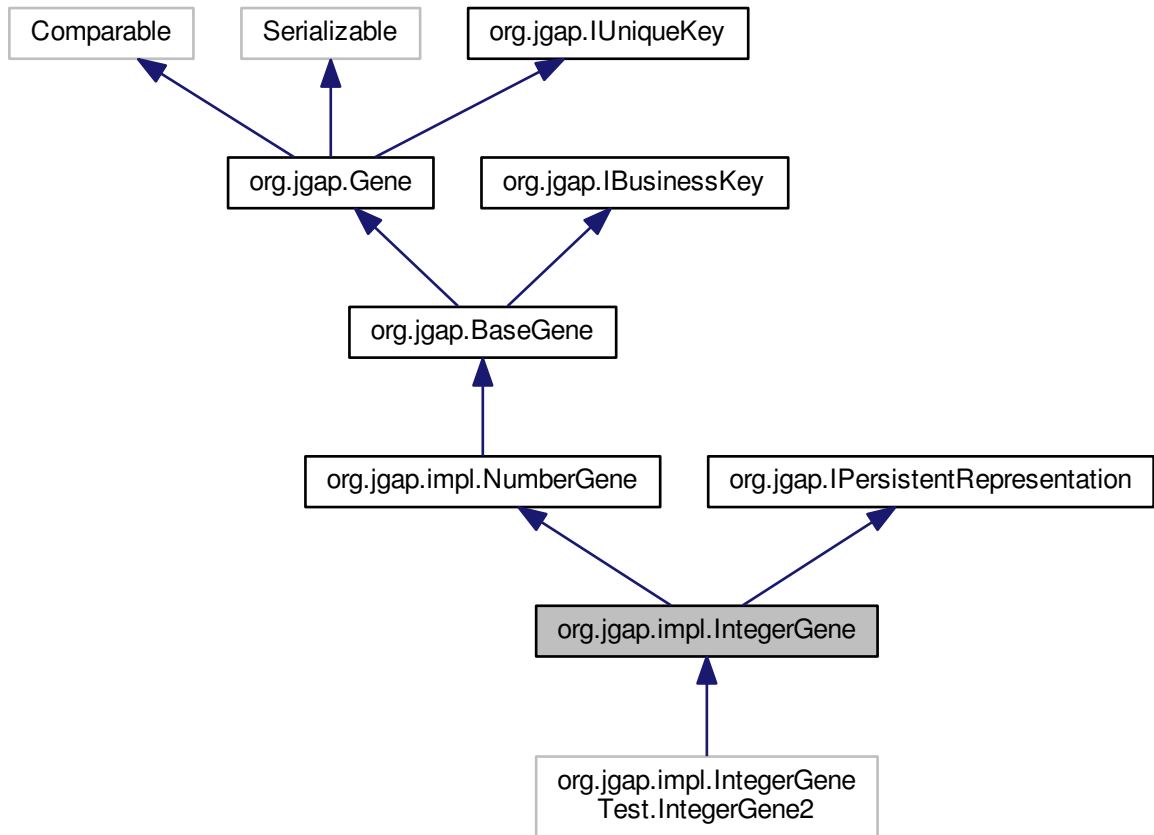 Comparable
Serializable
org.jgap.IUniqueKey
org.jgap.Gene
org.jgap.IBusinessKey
org.jgap.BaseGene
org.jgap.impl.NumberGene
org.jgap.IPersistentRepresentation
org.jgap.impl.IntegerGene
org.jgap.impl.IntegerGene
Test.IntegerGene2